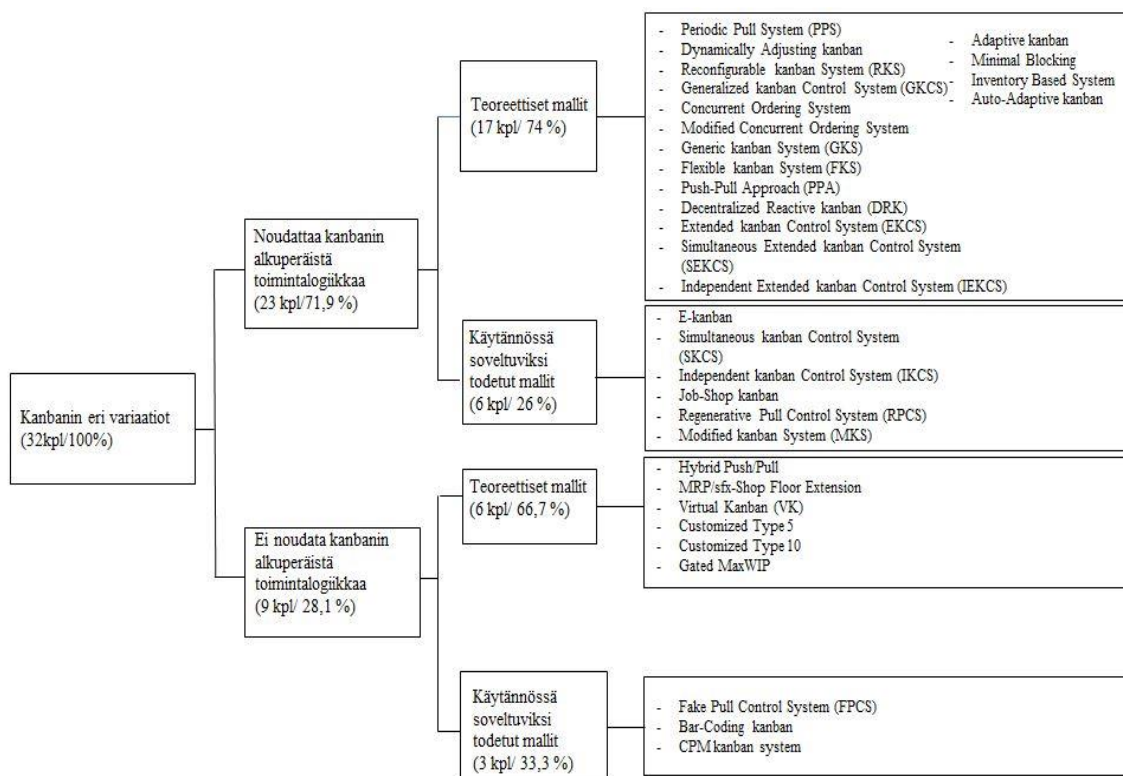 Kanbanin eri variaatiot
(32kpl/100%)
Noudattaa kanbanin
alkuperäistä
toimintalogiikkaa
(23 kpl/71,9 %)
Teoreettiset mallit
(17 kpl/ 74 %)
- Periodic Pull System (PPS)
- Dynamically Adjusting kanban
- Reconfigurable kanban System (RKS)
- Generalized kanban Control System (GKCS)
- Concurrent Ordering System
- Modified Concurrent Ordering System
- Generic kanban System (GKS)
- Flexible kanban System (FKS)
- Push-Pull Approach (PPA)
- Decentralized Reactive kanban (DRK)
- Extended kanban Control System (EKCS)
- Simultaneous Extended kanban Control System
(SEKCS)
- Independent Extended kanban Control System (IEKCS)
- Adaptive kanban
- Minimal Blocking
- Inventory Based System
- Auto-Adaptive kanban
Käytännössä
soveltuviksi
todetut mallit
(6 kpl/ 26 %)
- E-kanban
- Simultaneous kanban Control System
(SKCS)
- Independent kanban Control System (IKCS)
- Job-Shop kanban
- Regenerative Pull Control System (RPCS)
- Modified kanban System (MKS)
Ei noudata kanbanin
alkuperäistä
toimintalogiikkaa
(9 kpl/ 28,1 %)
Teoreettiset mallit
(6 kpl/ 66,7 %)
- Hybrid Push/Pull
- MRP/sfx-Shop Floor Extension
- Virtual Kanban (VK)
- Customized Type 5
- Customized Type 10
- Gated MaxWIP
Käytännössä
soveltuviksi
todetut mallit
(3 kpl/ 33,3 %)
- Fake Pull Control System (FPCS)
- Bar-Coding kanban
- CPM kanban system